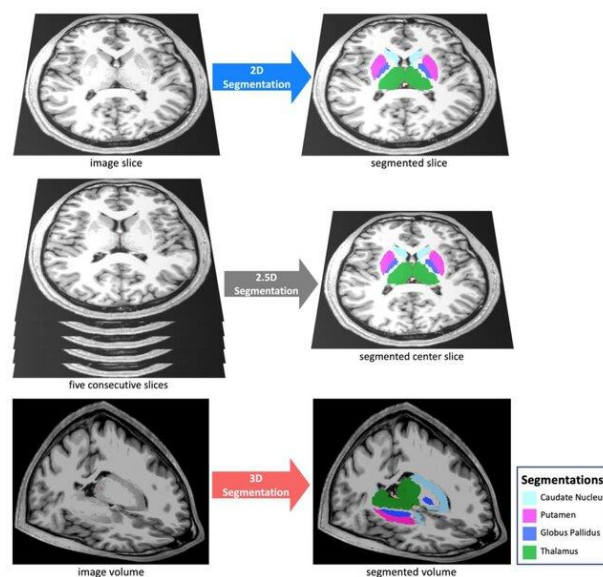 2D
Segmentation
image slice
segmented slice
2.5D
Segmentation
five consecutive slices
segmented center slice
3D
Segmentation
image volume
segmented volume
Segmentations
Caudate Nucleu
Putamen
Globus Pallidus
Thalamus